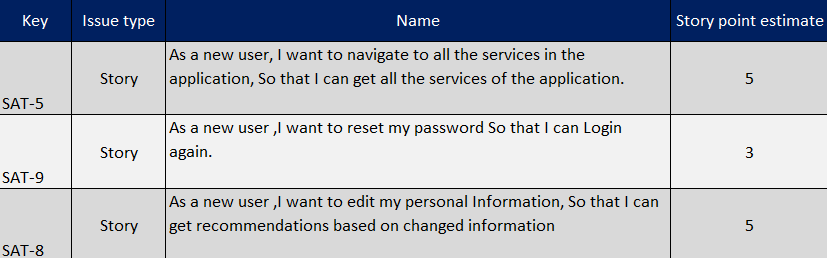 Key Issue type Name Story point estimate
As a new user, I want to navigate to all the services in the
application, So that I can get all the services of the application.
SAT-5 Story 5
As a new user ,I want to reset my password So that I can Login
again.
SAT-9 Story 3
As a new user ,I want to edit my personal Information, So that I can
get recommendations based on changed information
SAT-8 Story 5